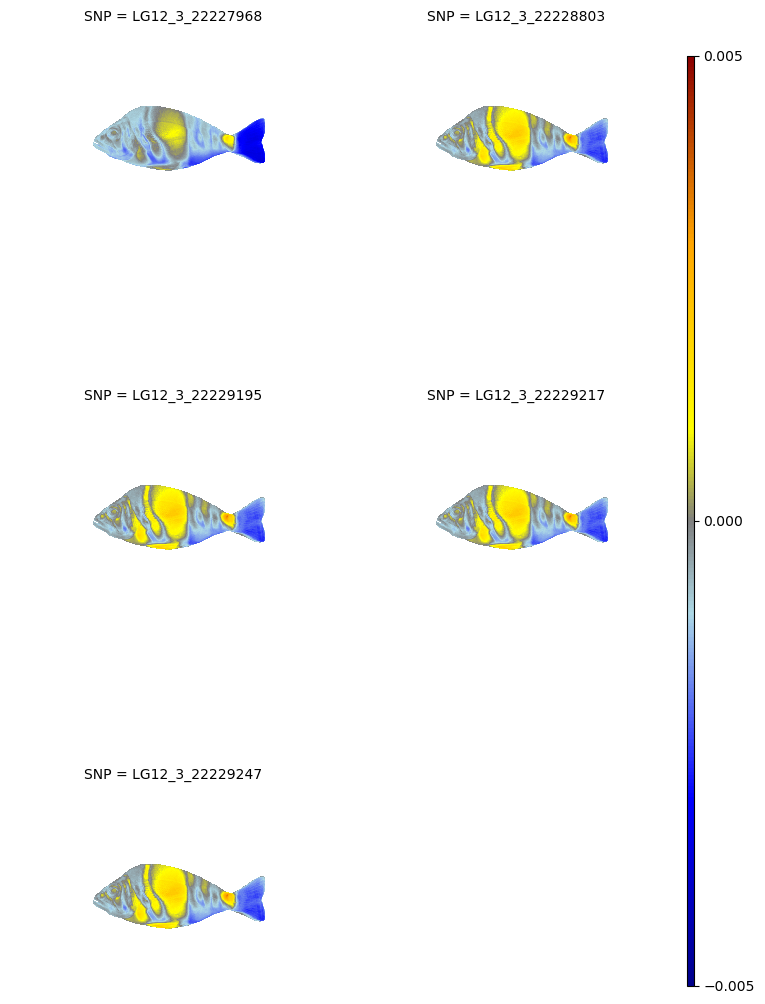 SNP = LG12_3_22227968
SNP = LG12_3_22228803
0.005
SNP = LG12_3_22229195
SNP = LG12_3_22229217
0.000
SNP = LG12_3_22229247
−0.005